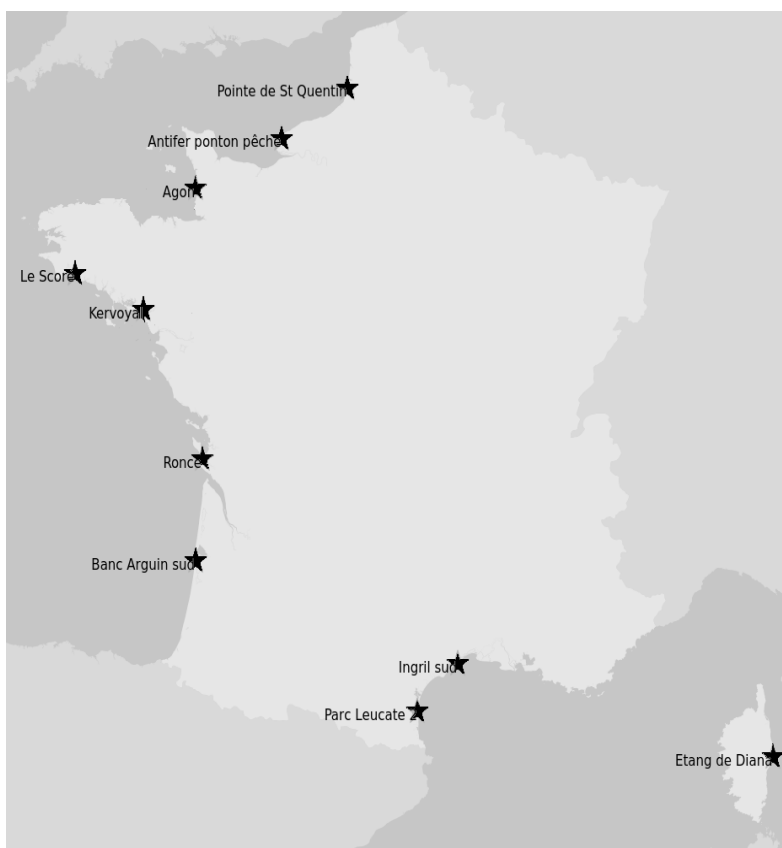 Pointe de St Quentin
Antifer ponton pêche
Agon
Le Scoré
Kervoyal
Ronce
Banc Arguin sud
Ingril sud
Parc Leucate 2
Etang de Diana